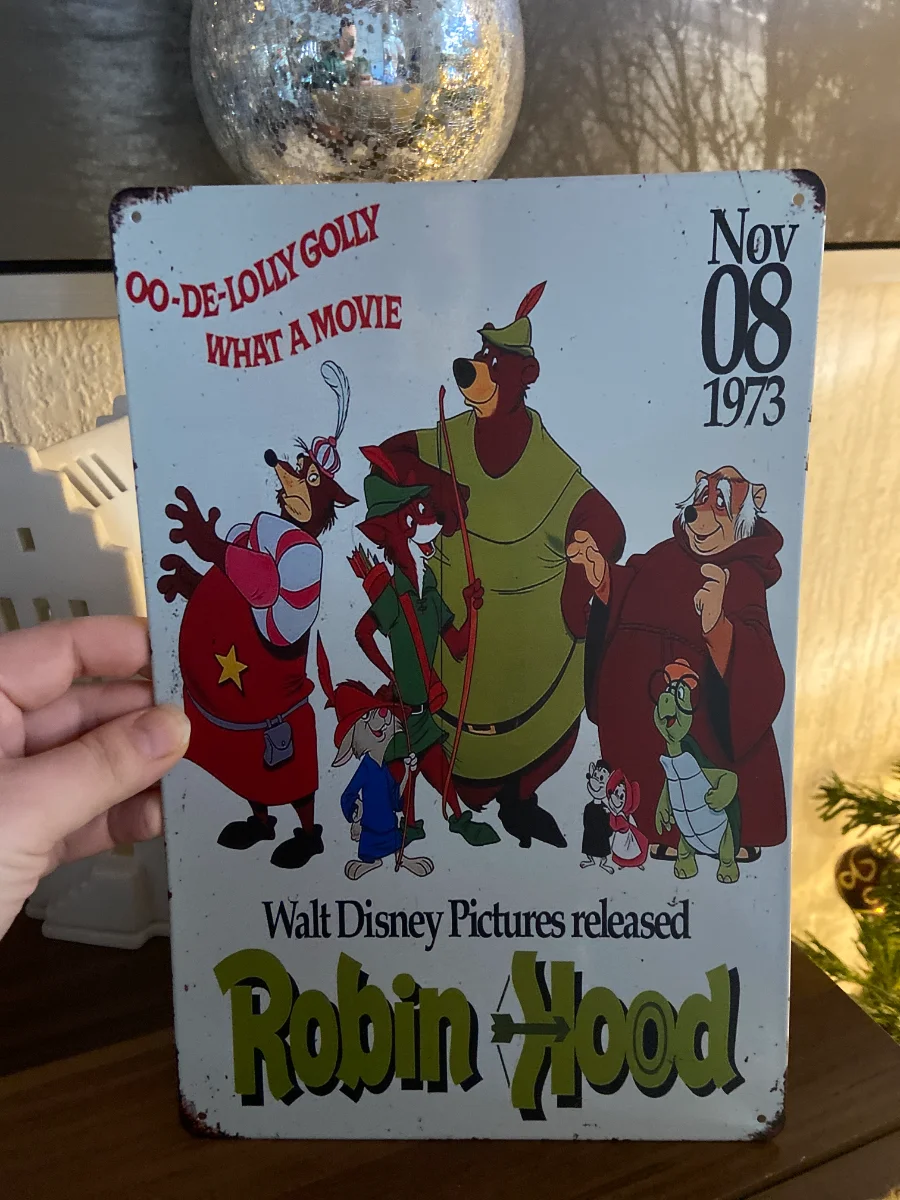 OO-DE-LOLLY GOLLY
WHAT A MOVIE
Nov
08
1973
Walt Disney Pictures released
Robin Hood